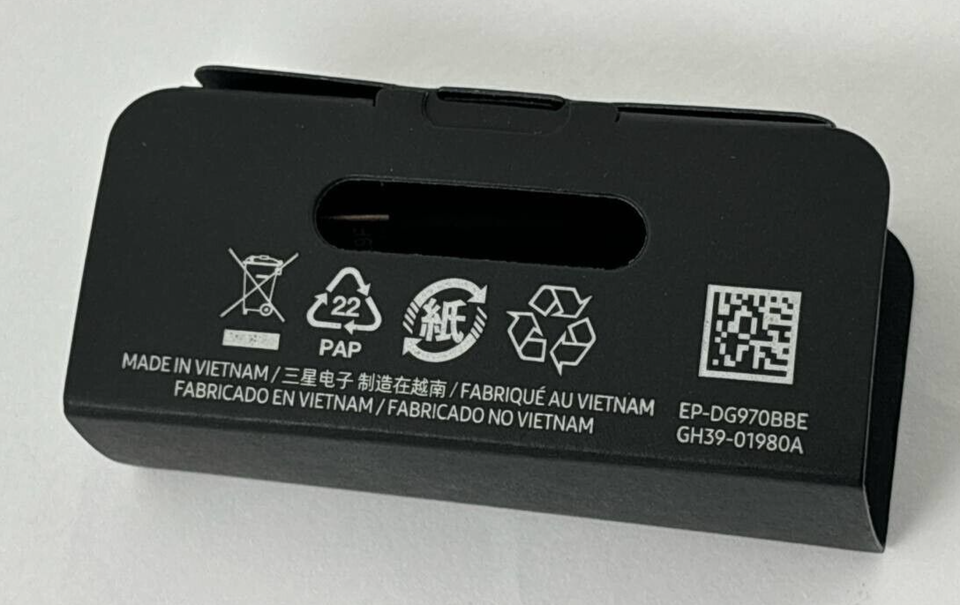 22
PAP
紙
MADE IN VIETNAM / 三星电子 制造在越南 / FABRIQUÉ AU VIETNAM
FABRICADO EN VIETNAM / FABRICADO NO VIETNAM
EP-DG970BBE
GH39-01980A